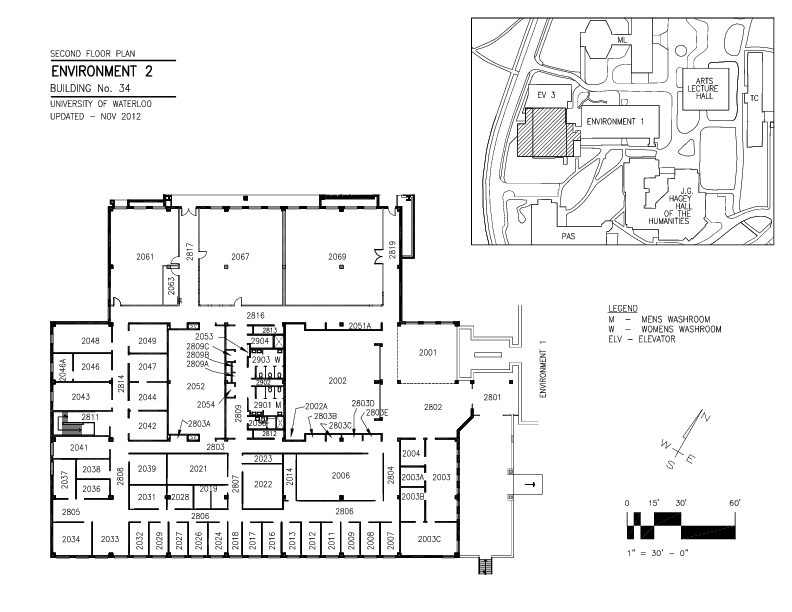 SECOND FLOOR PLAN
ENVIRONMENT 2
BUILDING No. 34
UNIVERSITY OF WATERLOO
UPDATED – NOV 2012
ML
ARTS
LECTURE
HALL
TC
EV 3
ENVIRONMENT 1
J.G.
HAGEY
HALL
OF THE
HUMANITIES
PAS
LEGEND
M – MENS WASHROOM
W – WOMENS WASHROOM
ELV – ELEVATOR
2061
2817
2067
2069
2819
2063
2816
2051A
2813
2053
2904
2809C
2809B
2809A
2903 W
2902
2901 M
2812
2048
2049
2046A
2046
2047
2814
2043
2044
2811
2042
2052
2054
2803A
2809
2002
2002A
2803B
2803C
2803D
2803E
2001
2801
2802
ENVIRONMENT 1
2041
2803
2004
2037
2038
2036
2808
2039
2021
2023
2014
2006
2804
2003A
2003
2003B
2031
2028
2019
2807
2022
2805
2806
2806
2034
2033
2032
2029
2027
2026
2024
2018
2017
2016
2013
2012
2011
2009
2008
2007
2003C
N
W
E
S
0 15' 30' 60'
1" = 30' – 0"